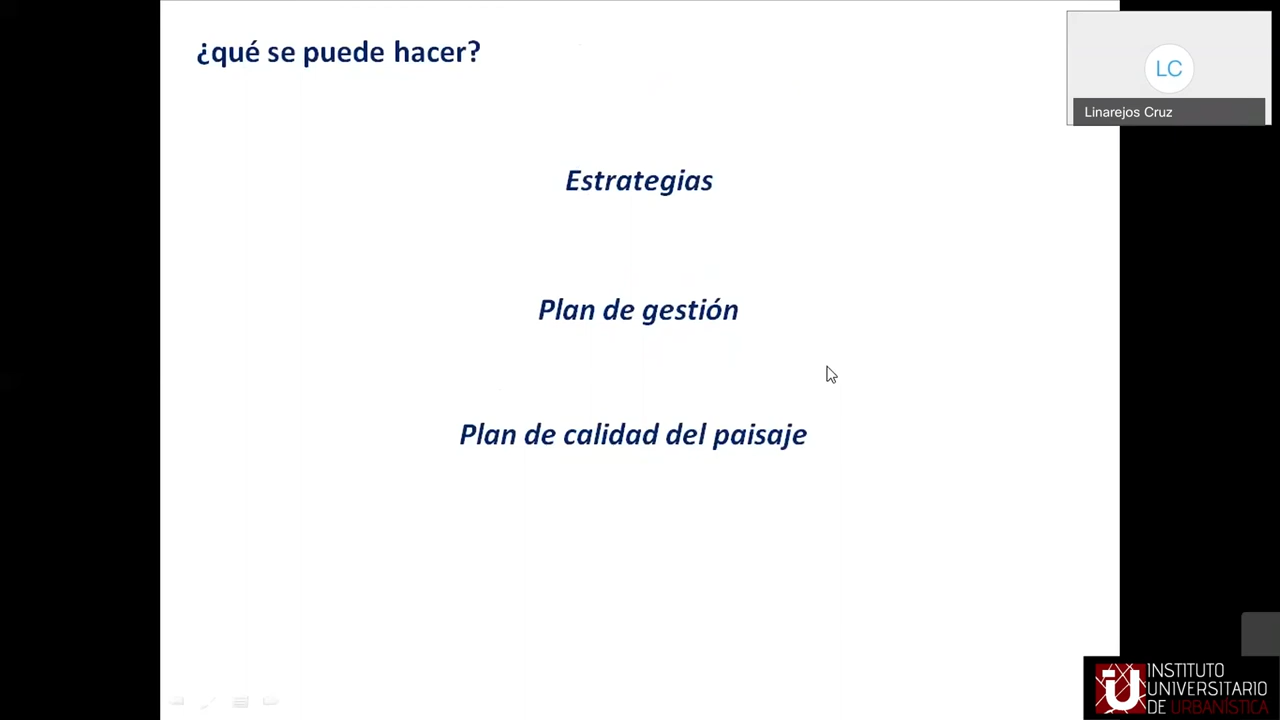 ¿qué se puede hacer?
LC
Linarejos Cruz
Estrategias
Plan de gestión
Plan de calidad del paisaje
IU
INSTITUTO
UNIVERSITARIO
DE URBANÍSTICA